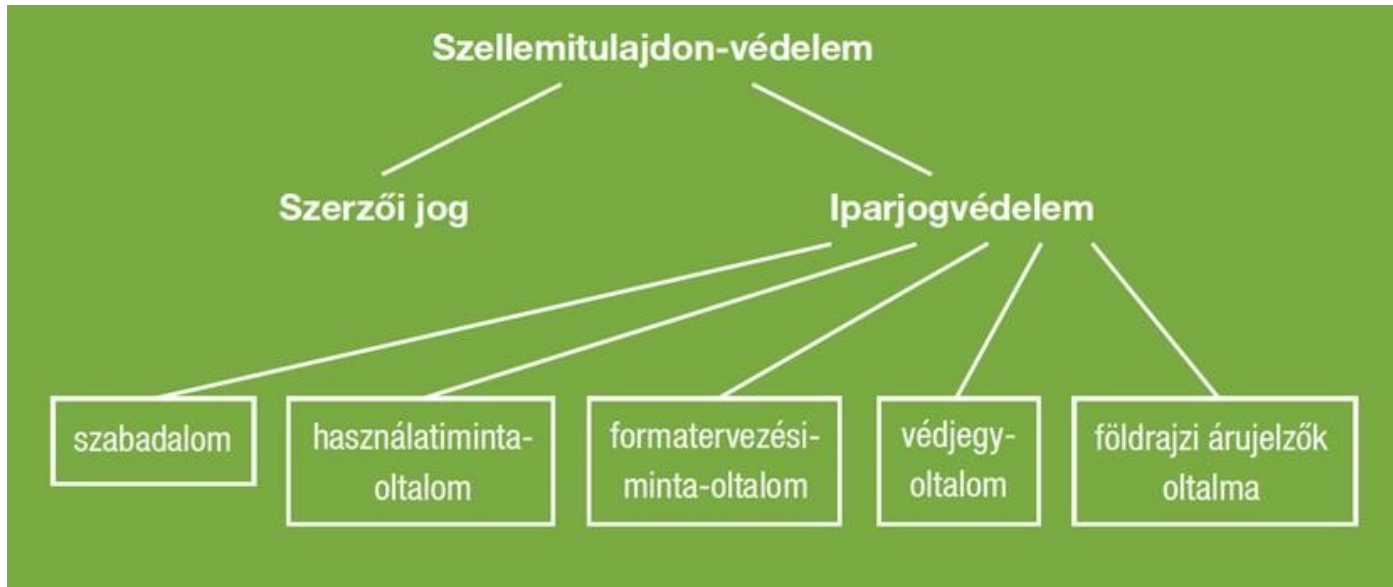 Szellemitulajdon-védelem
Szerzői jog
Iparjogvédelem
szabadalom
használatiminta-
oltalom
formatervezési-
minta-oltalom
védjegy-
oltalom
földrajzi árujelzők
oltalma